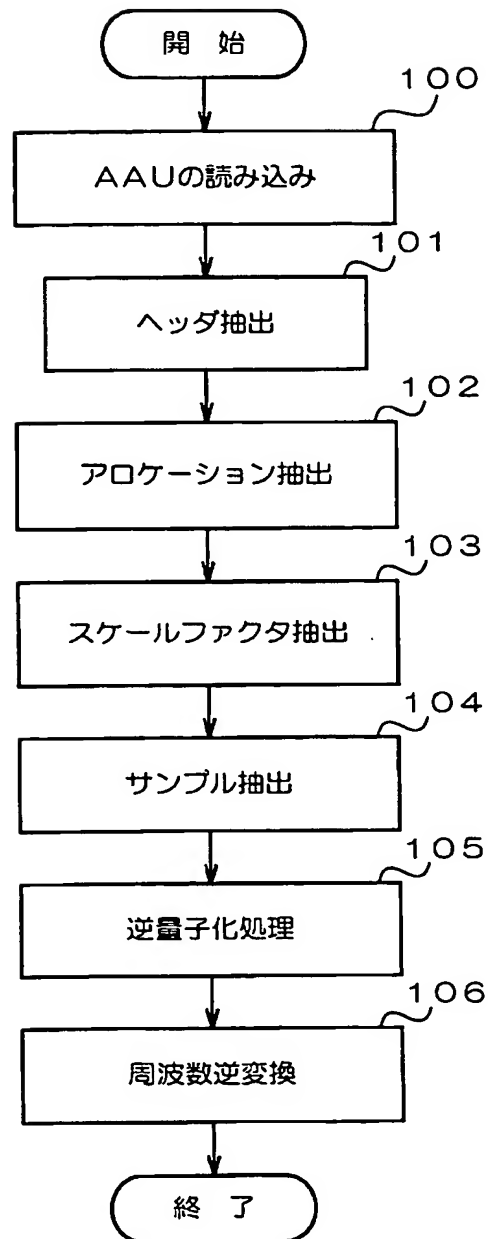 開 始
100
AAUの読み込み
101
ヘッダ抽出
102
アロケーション抽出
103
スケールファクタ抽出
104
サンプル抽出
105
逆量子化処理
106
周波数逆変換
終 了